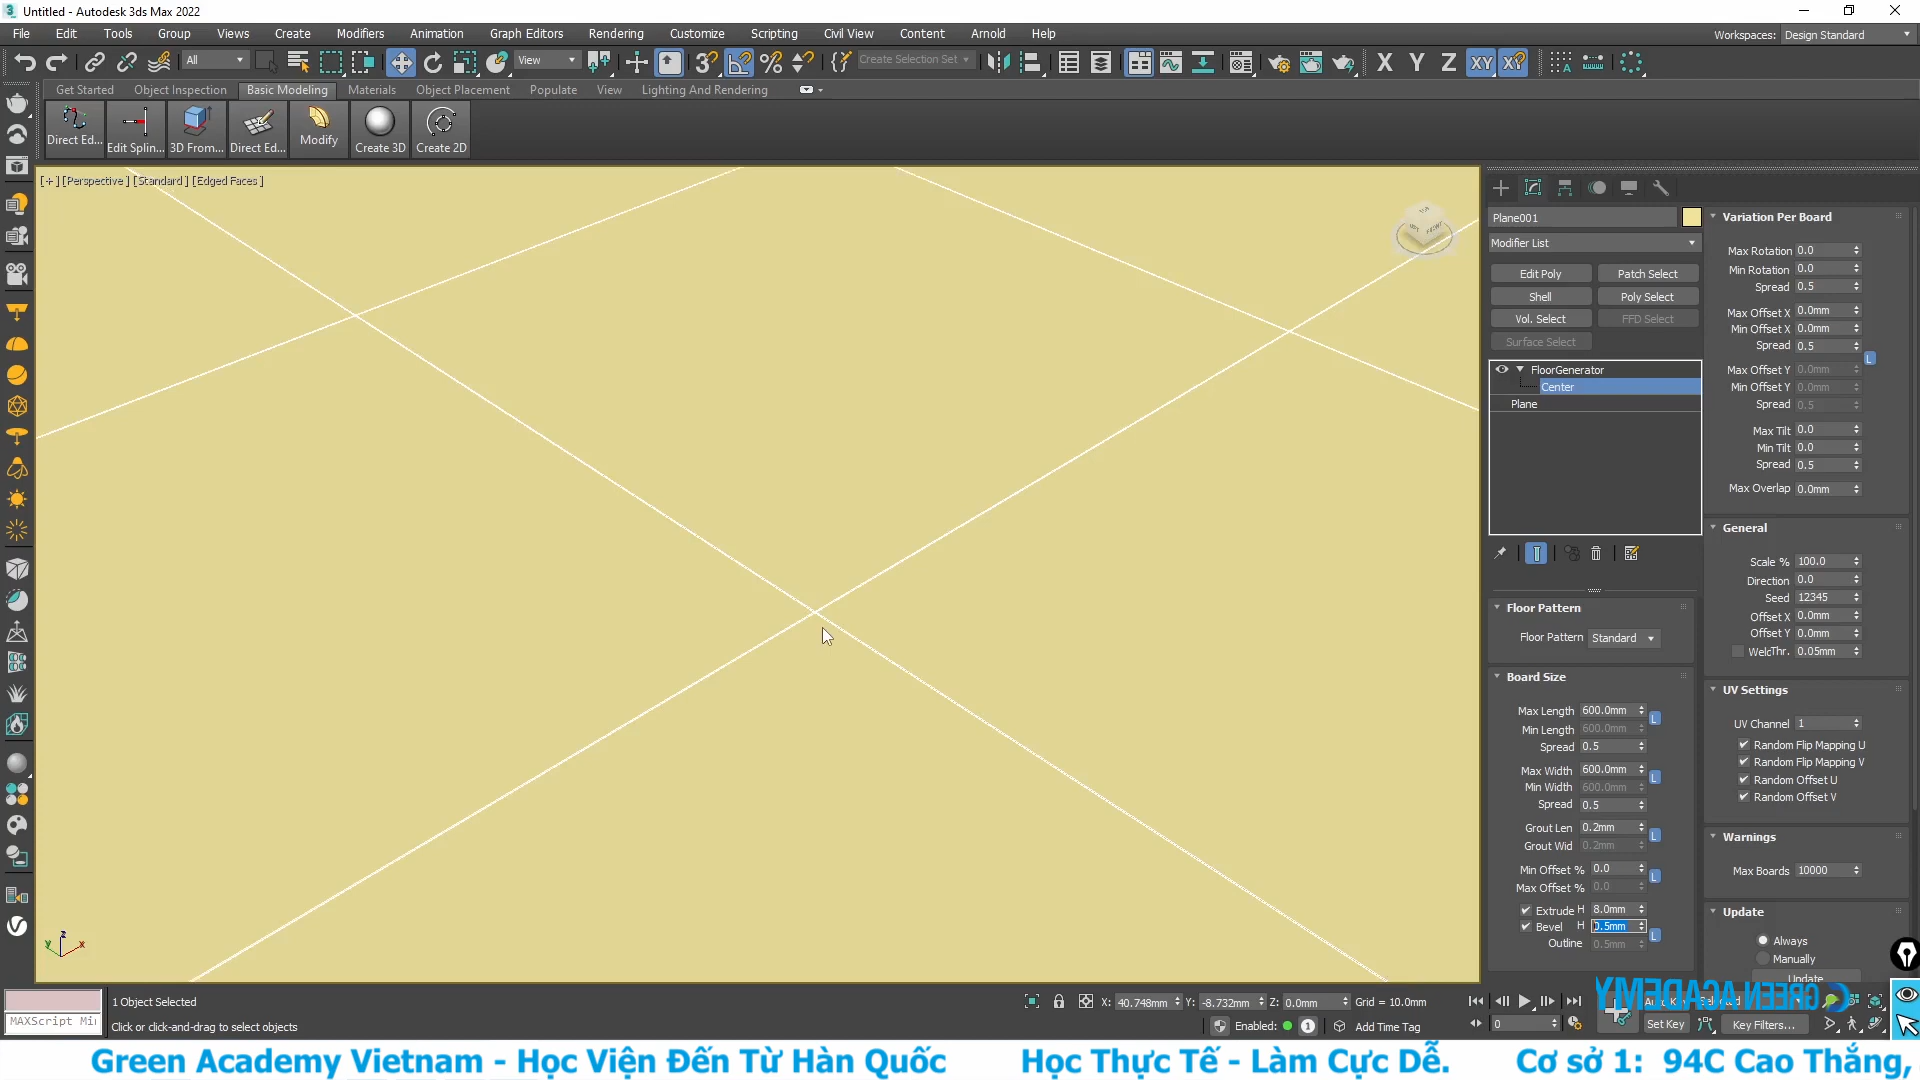 Untitled - Autodesk 3ds Max 2022
File Edit Tools Group Views Create Modifiers Animation Graph Editors Rendering Customize Scripting Civil View Content Arnold Help
Workspaces: Design Standard
All View Create Selection Set X Y Z XY
Get Started Object Inspection Basic Modeling Materials Object Placement Populate View Lighting And Rendering
Direct Ed... Edit Splin... 3D From... Direct Ed... Modify Create 3D Create 2D
[+] [Perspective ] [Standard ] [Edged Faces ]
Plane001
Modifier List
Edit Poly Patch Select
Shell Poly Select
Vol. Select FFD Select
Surface Select
FloorGenerator
Center
Plane
Floor Pattern
Floor Pattern Standard
Board Size
Max Length 600.0mm
Min Length 600.0mm
Spread 0.5
Max Width 600.0mm
Min Width 600.0mm
Spread 0.5
Grout Len 0.2mm
Grout Wid 0.2mm
Min Offset % 0.0
Max Offset % 0.0
Extrude H 8.0mm
Bevel H 0.5mm
Outline 0.5mm
Variation Per Board
Max Rotation 0.0
Min Rotation 0.0
Spread 0.5
Max Offset X 0.0mm
Min Offset X 0.0mm
Spread 0.5
L
Max Offset Y 0.0mm
Min Offset Y 0.0mm
Spread 0.5
Max Tilt 0.0
Min Tilt 0.0
Spread 0.5
Max Overlap 0.0mm
General
Scale % 100.0
Direction 0.0
Seed 12345
Offset X 0.0mm
Offset Y 0.0mm
WelcThr. 0.05mm
UV Settings
UV Channel 1
Random Flip Mapping U
Random Flip Mapping V
Random Offset U
Random Offset V
Warnings
Max Boards 10000
Update
Always
Manually
Update
1 Object Selected
Click or click-and-drag to select objects
MAXScript Mi
X: 40.748mm Y: -8.732mm Z: 0.0mm Grid = 10.0mm
Enabled: 1 Add Time Tag
0
Set Key Key Filters...
GREEN ACADEMY
Green Academy Vietnam - Học Viện Đến Từ Hàn Quốc Học Thực Tế - Làm Cực Dễ. Cơ sở 1: 94C Cao Thắng,